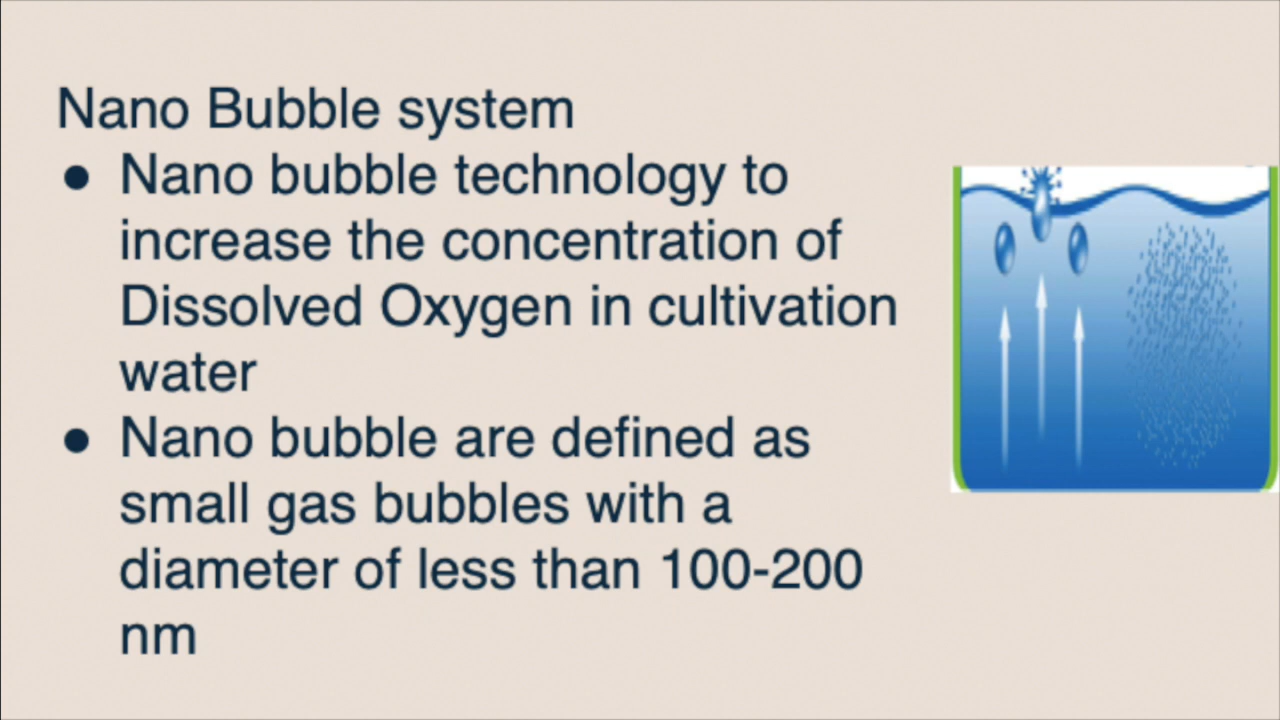 Nano Bubble system
● Nano bubble technology to
increase the concentration of
Dissolved Oxygen in cultivation
water
● Nano bubble are defined as
small gas bubbles with a
diameter of less than 100-200
nm